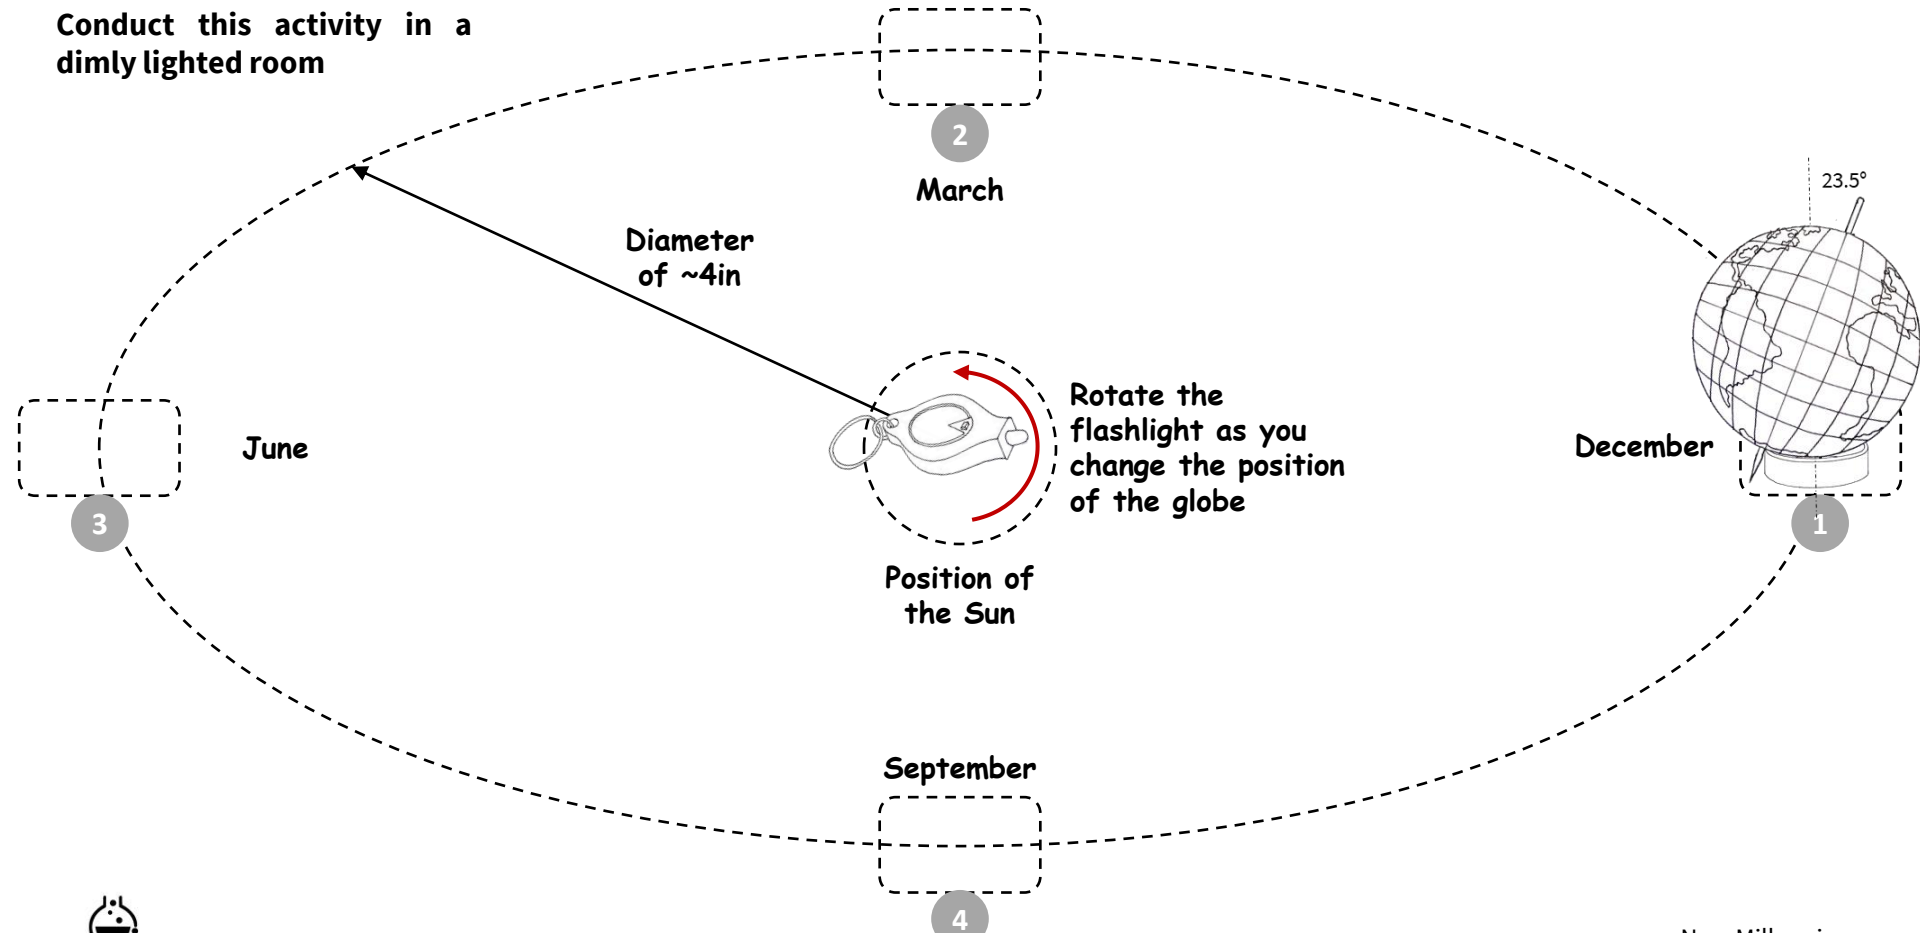 Conduct this activity in a
dimly lighted room
2
March
23.5°
Diameter
of ~4in
Rotate the
flashlight as you
change the position
of the globe
June
December
3
1
Position of
the Sun
September
4